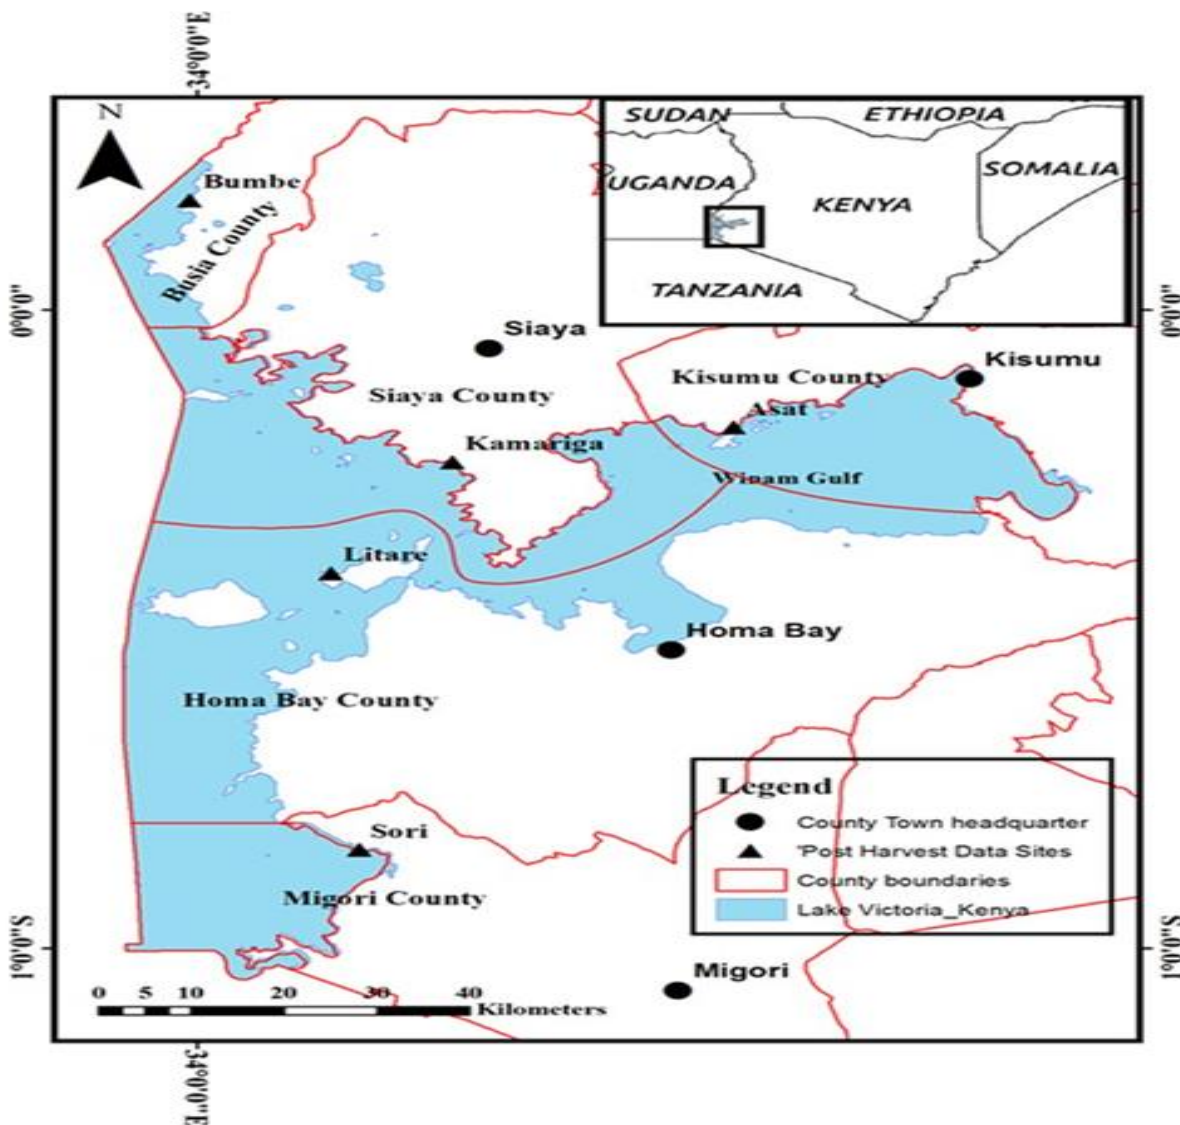 34°0'0"E
N
SUDAN
ETHIOPIA
SOMALIA
UGANDA
KENYA
TANZANIA
Bumbe
Busia County
0°0'0"
0°0'0"
Siaya
Kisumu
Kisumu County
Siaya County
Asat
Kamariga
Winam Gulf
Litare
Homa Bay
Homa Bay County
Legend
County Town headquarter
'Post Harvest Data Sites
County boundaries
Lake Victoria_Kenya
Sori
Migori County
1°0'0"S
1°0'0"S
Migori
0 5 10 20 30 40
Kilometers
34°0'0"E